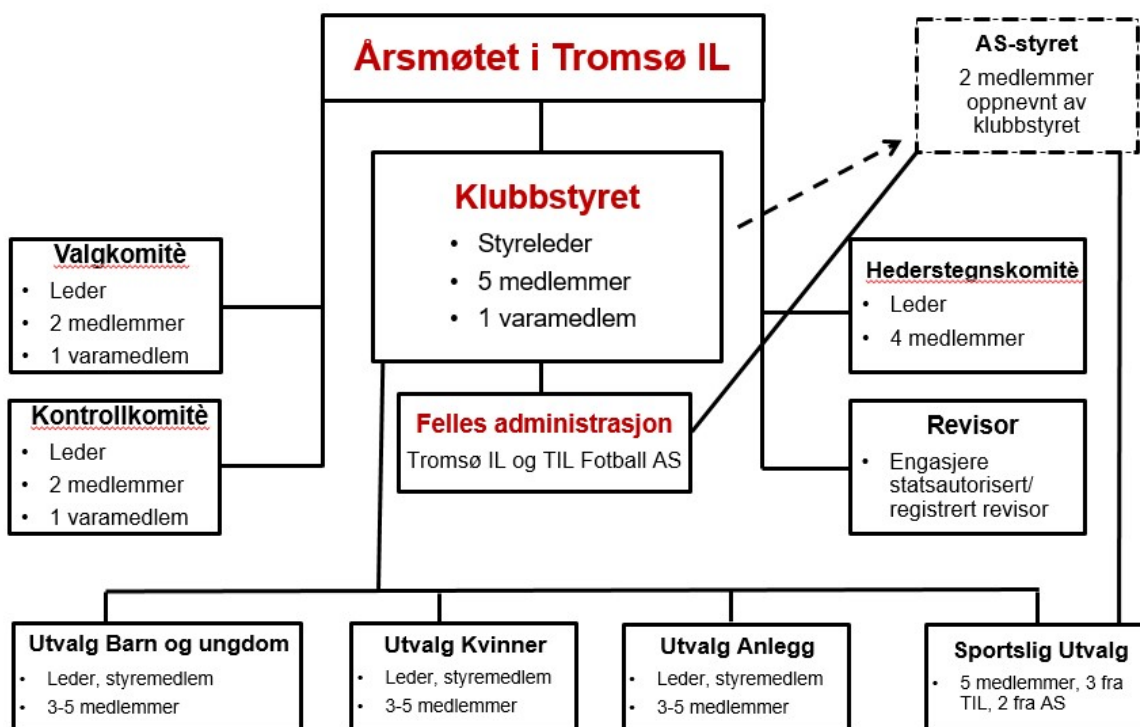 Årsmøtet i Tromsø IL
AS-styret
2 medlemmer
oppnevnt av
klubbstyret
Klubbstyret
• Styreleder
• 5 medlemmer
• 1 varamedlem
Valgkomitè
• Leder
• 2 medlemmer
• 1 varamedlem
Hederstegnskomitè
• Leder
• 4 medlemmer
Kontrollkomitè
• Leder
• 2 medlemmer
• 1 varamedlem
Felles administrasjon
Tromsø IL og TIL Fotball AS
Revisor
• Engasjere
statsautorisert/
registrert revisor
Utvalg Barn og ungdom
• Leder, styremedlem
• 3-5 medlemmer
Utvalg Kvinner
• Leder, styremedlem
• 3-5 medlemmer
Utvalg Anlegg
• Leder, styremedlem
• 3-5 medlemmer
Sportslig Utvalg
• 5 medlemmer, 3 fra
TIL, 2 fra AS